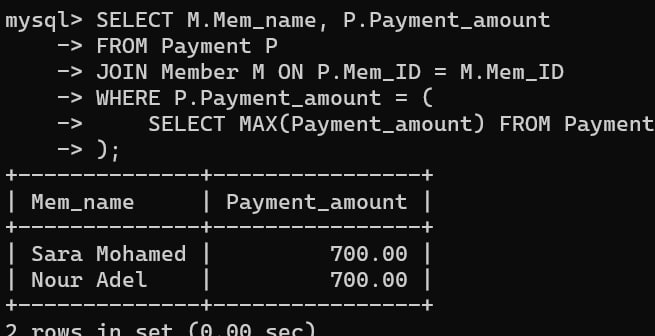 mysql> SELECT M.Mem_name, P.Payment_amount
    -> FROM Payment P
    -> JOIN Member M ON P.Mem_ID = M.Mem_ID
    -> WHERE P.Payment_amount = (
    ->     SELECT MAX(Payment_amount) FROM Payment
    -> );
+--------------+----------------+
| Mem_name     | Payment_amount |
+--------------+----------------+
| Sara Mohamed |         700.00 |
| Nour Adel    |         700.00 |
+--------------+----------------+
2 rows in set (0.00 sec)